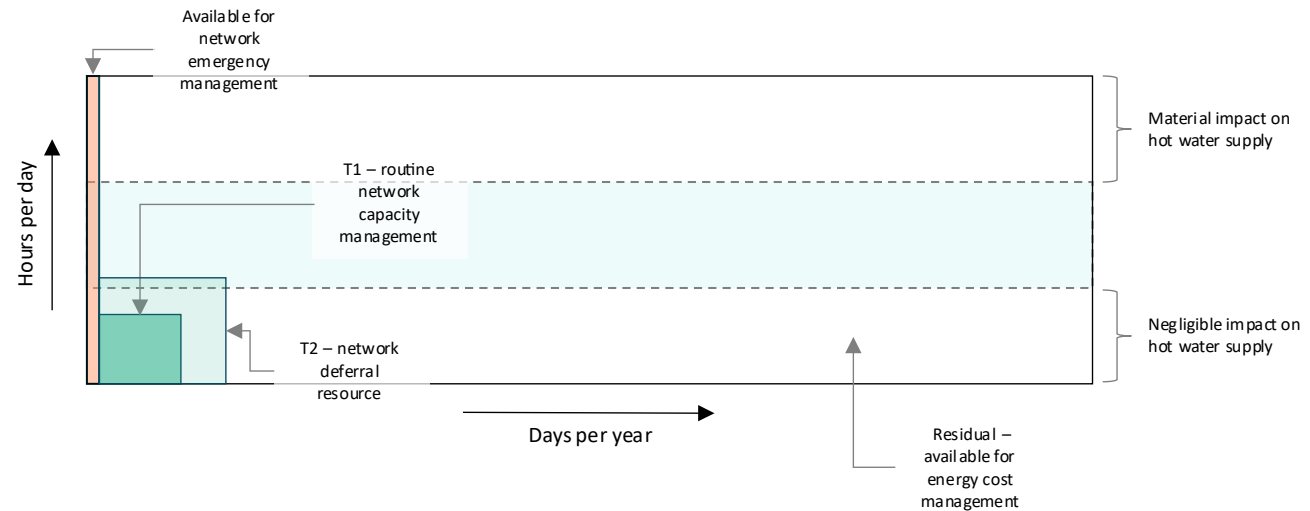 Available for
network
emergency
management
Material impact on
hot water supply
T1 – routine
network
capacity
management
Hours per day
Negligible impact on
hot water supply
T2 – network
deferral
resource
Days per year
Residual –
available for
energy cost
management